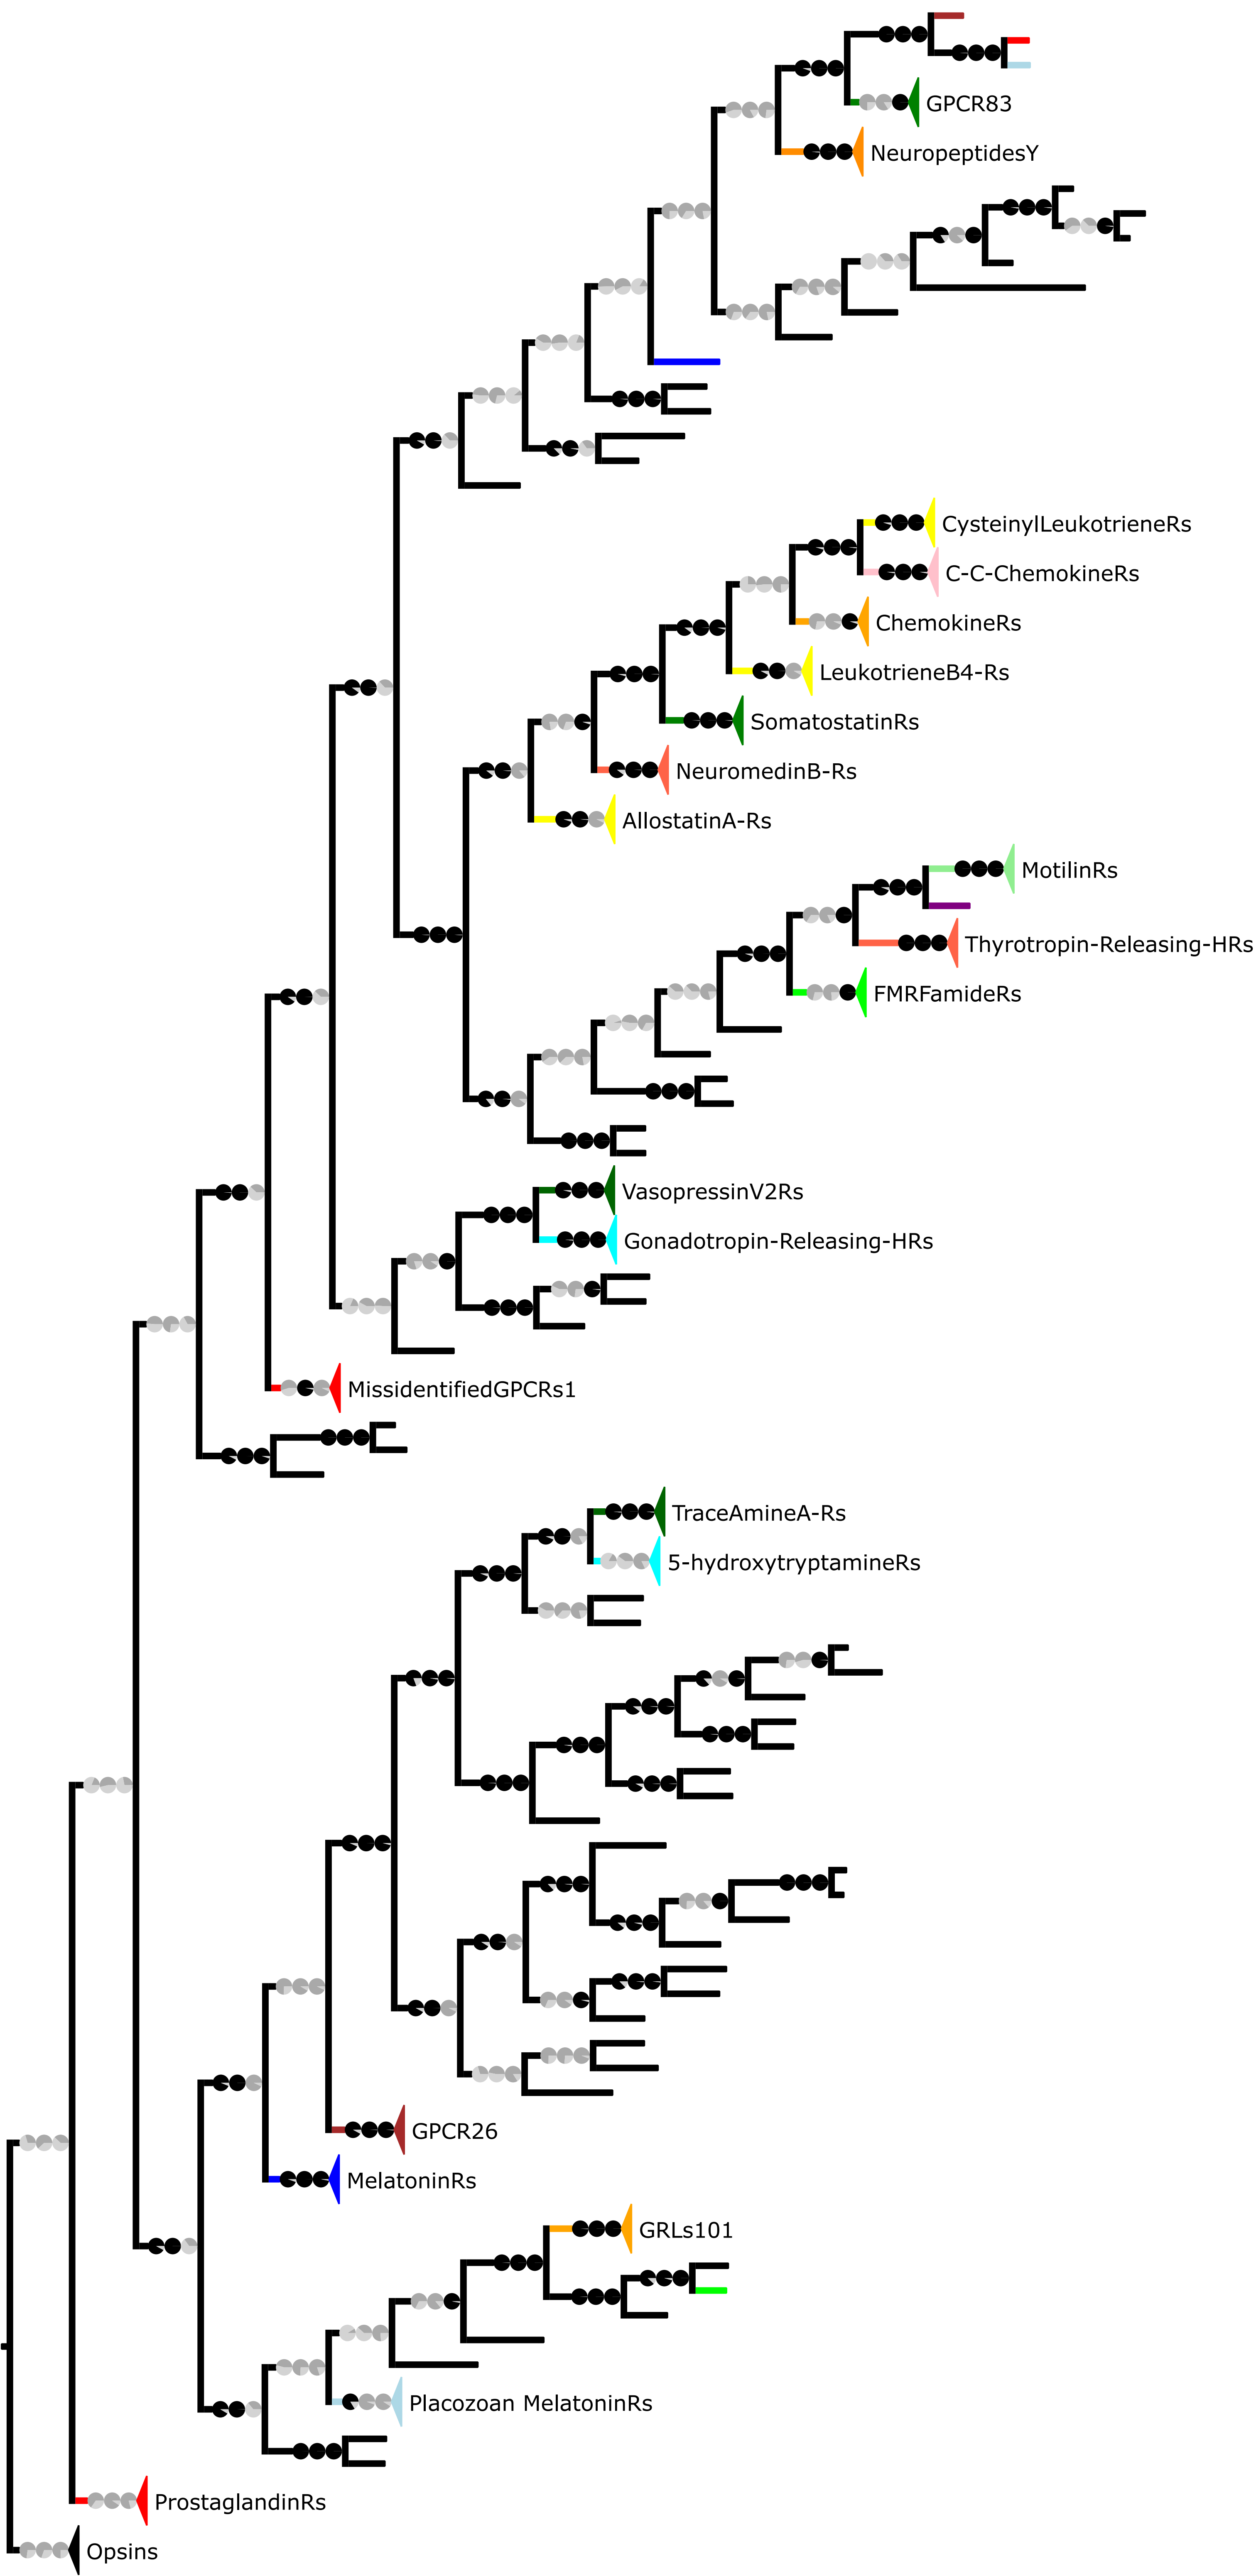 GPCR83
NeuropeptidesY
CysteinylLeukotrieneRs
C-C-ChemokineRs
ChemokineRs
LeukotrieneB4-Rs
SomatostatinRs
NeuromedinB-Rs
AllostatinA-Rs
MotilinRs
Thyrotropin-Releasing-HRs
FMRFamideRs
VasopressinV2Rs
Gonadotropin-Releasing-HRs
MissidentifiedGPCRs1
TraceAmineA-Rs
5-hydroxytryptamineRs
GPCR26
MelatoninRs
GRLs101
Placozoan MelatoninRs
ProstaglandinRs
Opsins